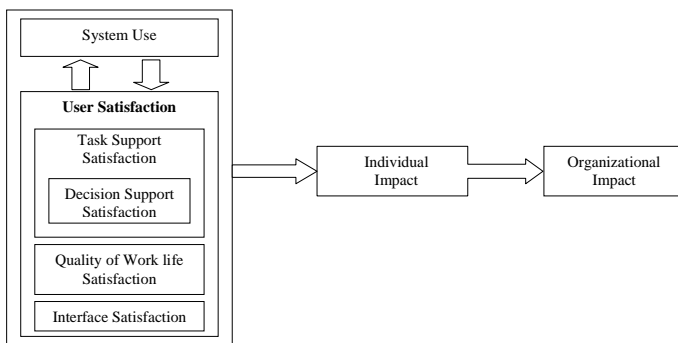 System Use
User Satisfaction
Task Support
Satisfaction
Decision Support
Satisfaction
Quality of Work life
Satisfaction
Interface Satisfaction
Individual
Impact
Organizational
Impact